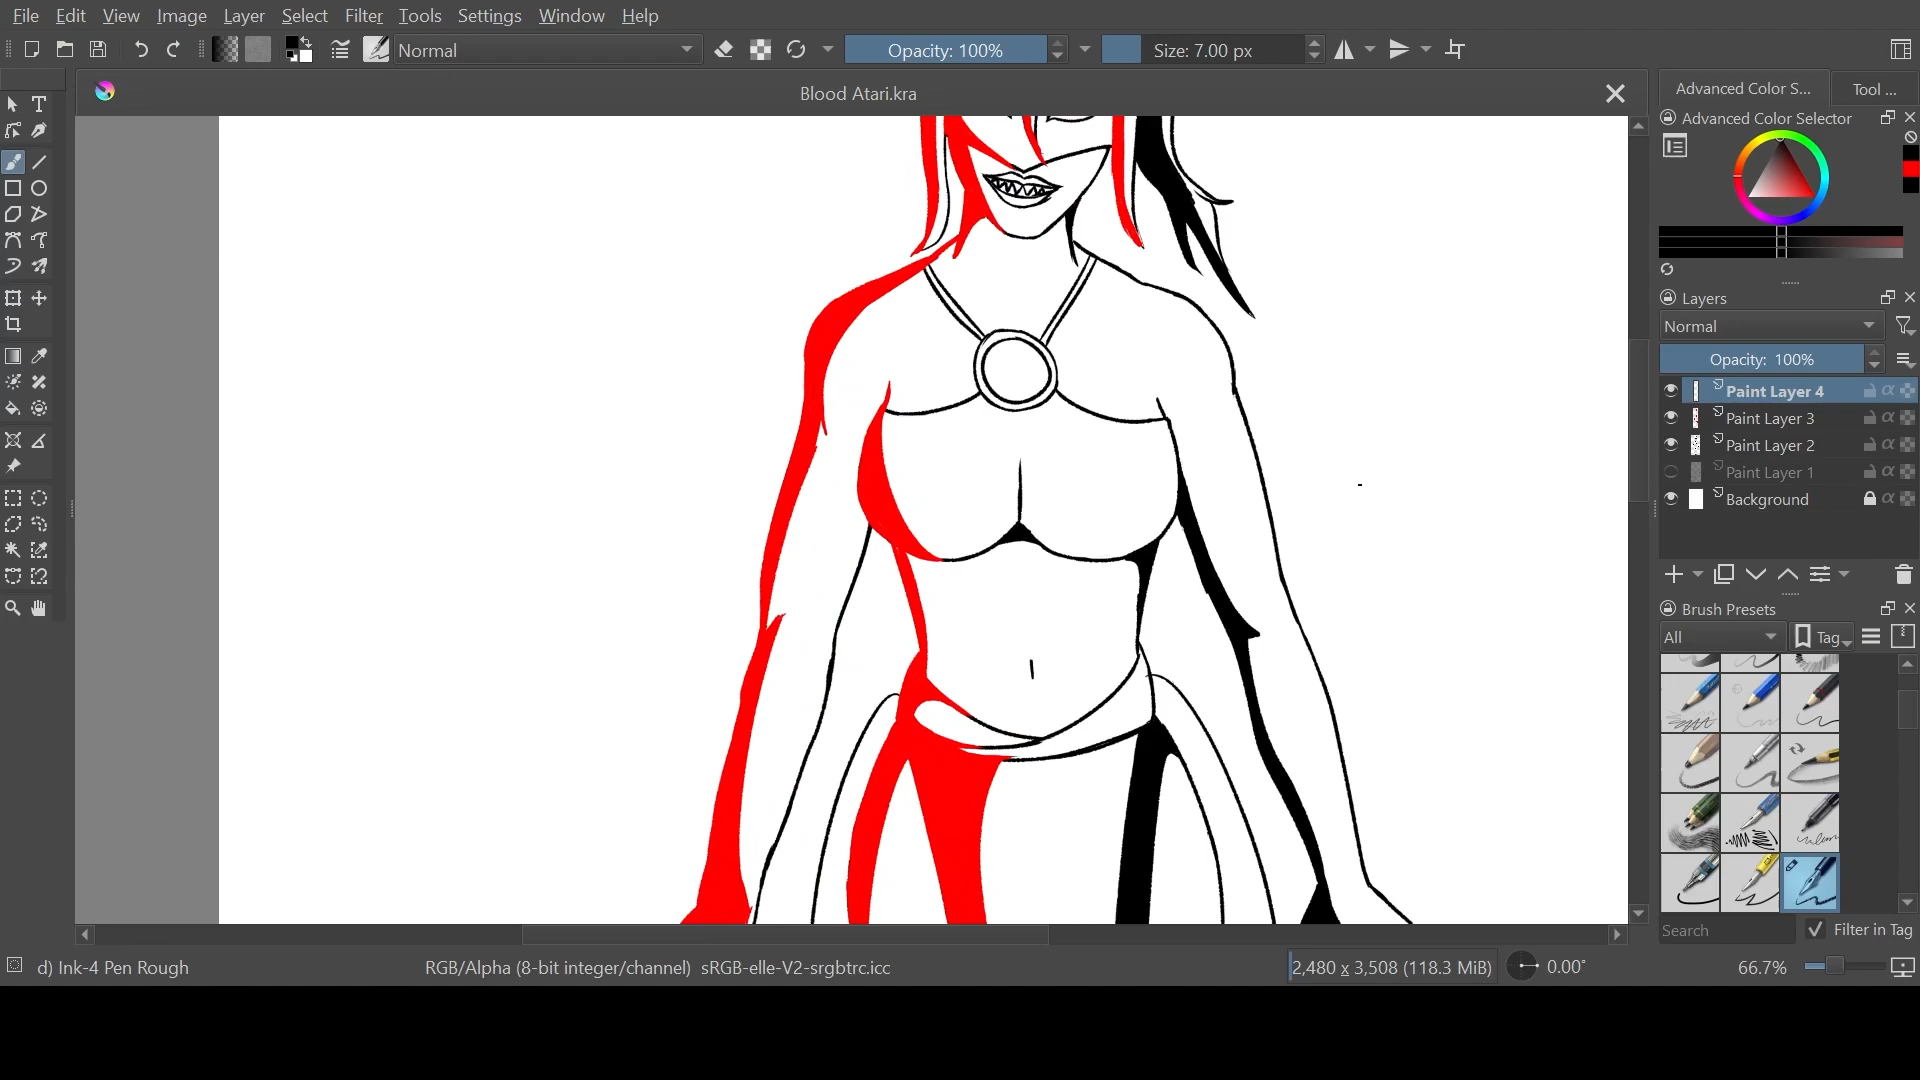 File Edit View Image Layer Select Filter Tools Settings Window Help
Normal
Opacity: 100%
Size: 7.00 px
Blood Atari.kra
Advanced Color S...
Tool ...
Advanced Color Selector
Layers
Normal
Opacity: 100%
Paint Layer 4
Paint Layer 3
Paint Layer 2
Paint Layer 1
Background
Brush Presets
All
Tag
Search
Filter in Tag
d) Ink-4 Pen Rough
RGB/Alpha (8-bit integer/channel) sRGB-elle-V2-srgbtrc.icc
2,480 x 3,508 (118.3 MiB)
0.00°
66.7%